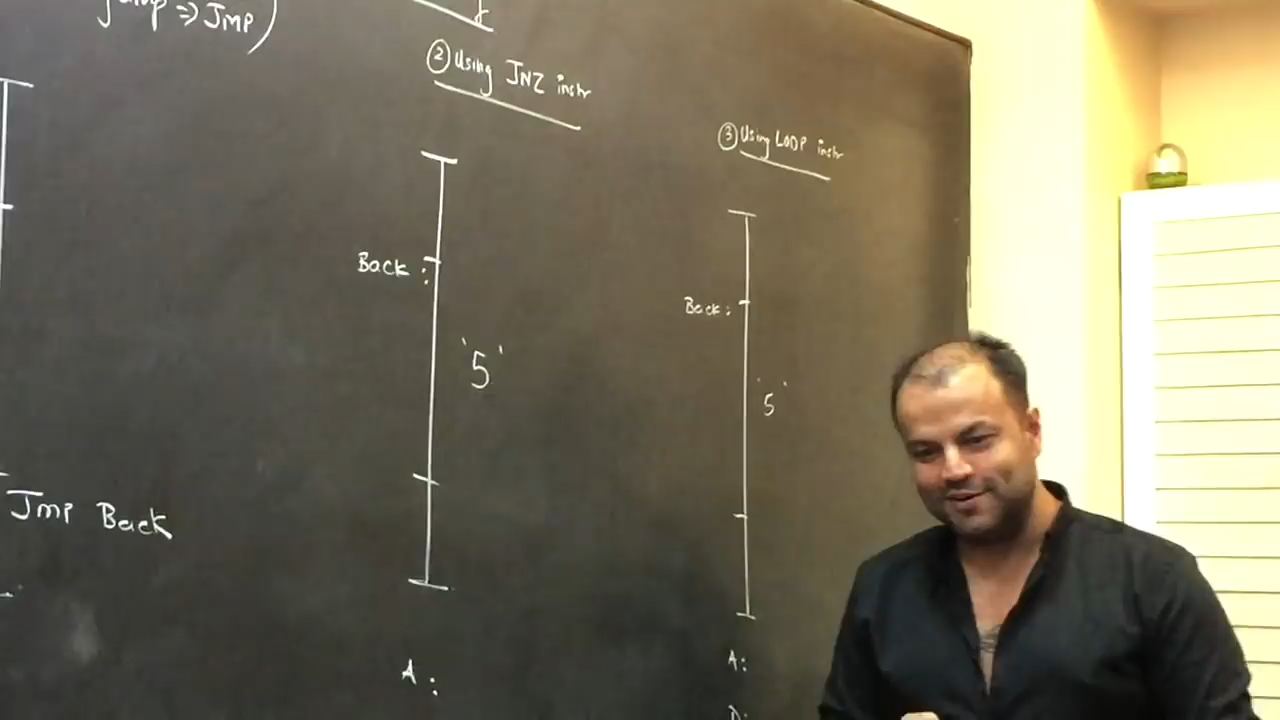 ⇒ JMP)
② Using JNZ instr
③ Using LOOP instr
Back :
Back :
'5'
'5'
Jmp Back
A :
A :
D :